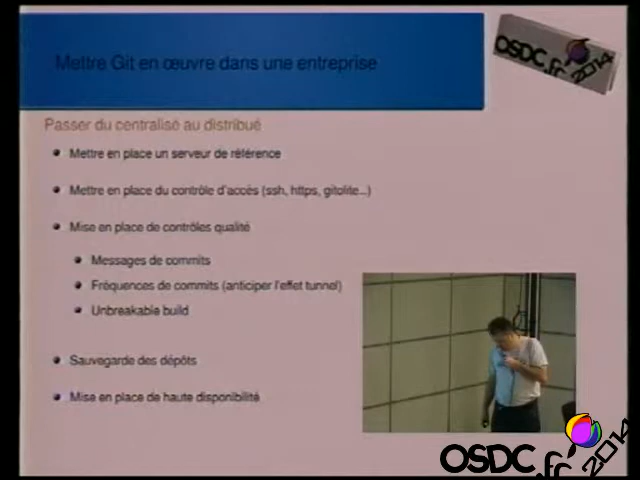 Mettre Git en œuvre dans une entreprise
OSDC.fr 2014
Passer du centralisé au distribué
Mettre en place un serveur de référence
Mettre en place du contrôle d'accès (ssh, https, gitolite...)
Mise en place de contrôles qualité
Messages de commits
Fréquences de commits (anticiper l'effet tunnel)
Unbreakable build
Sauvegarde des dépôts
Mise en place de haute disponibilité
OSDC.fr 2014